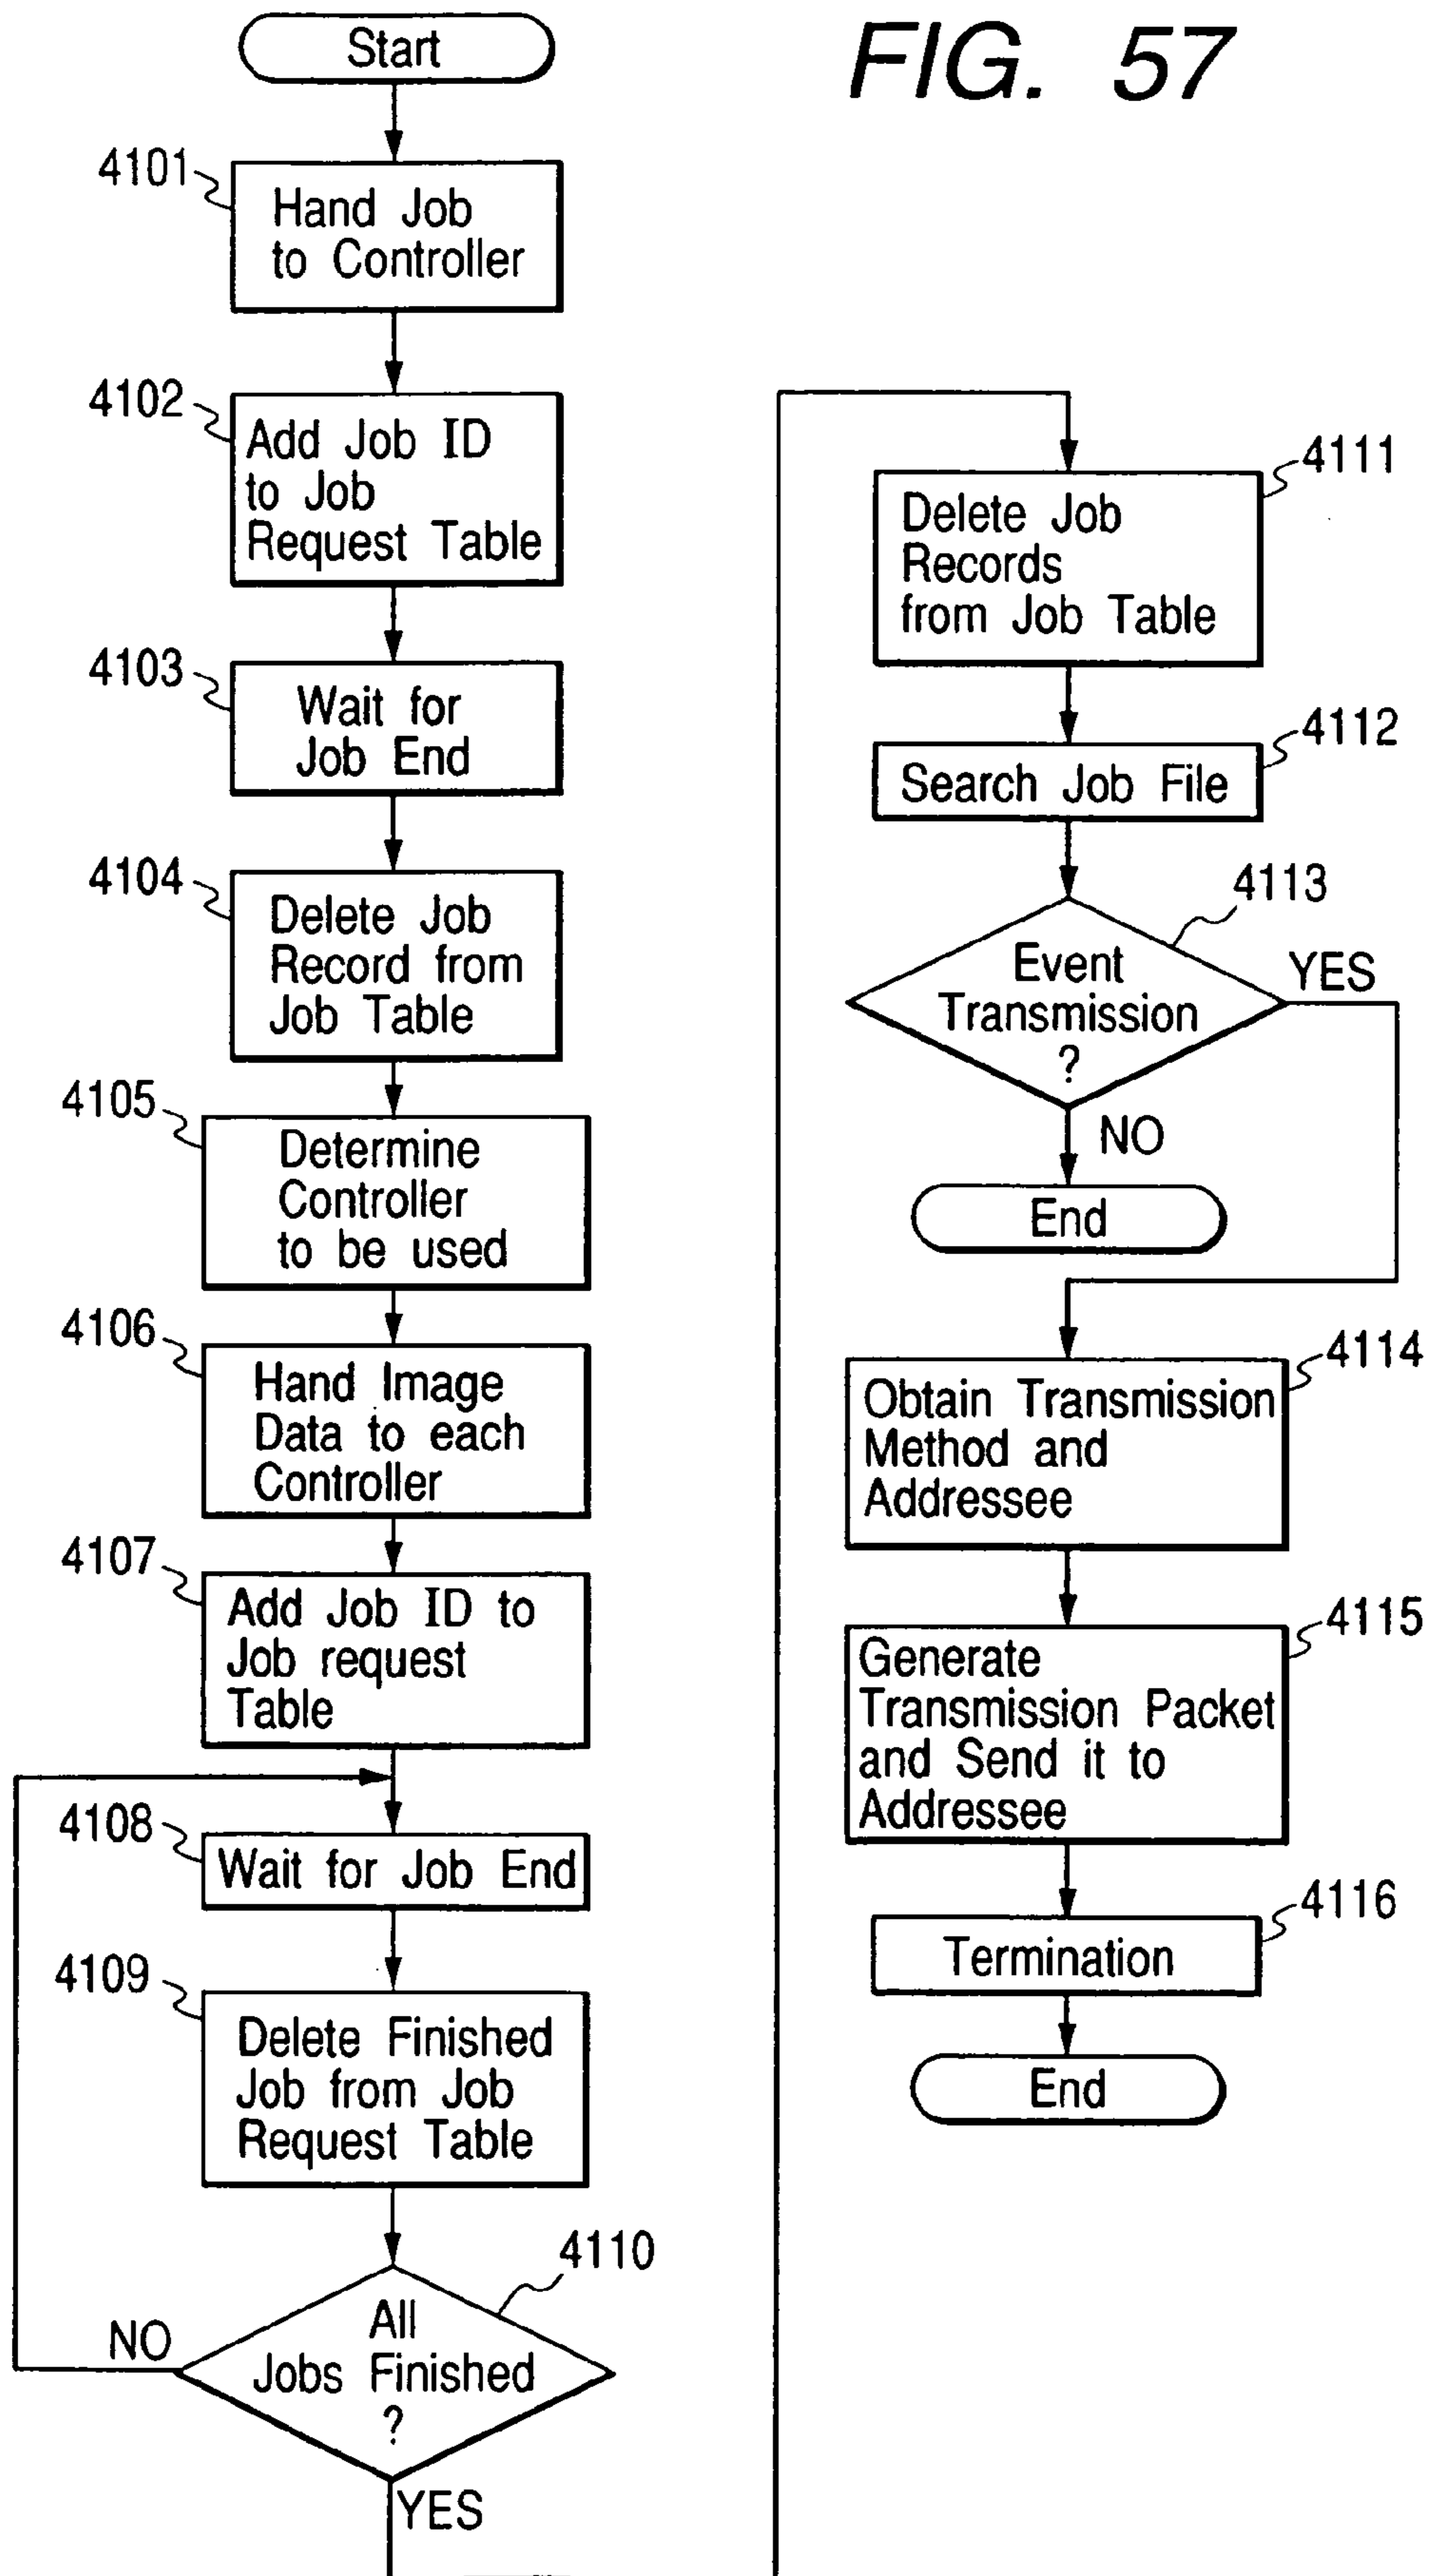 FIG. 57
Start
4101
Hand Job
to Controller
4102
Add Job ID
to Job
Request Table
4103
Wait for
Job End
4104
Delete Job
Record from
Job Table
4105
Determine
Controller
to be used
4106
Hand Image
Data to each
Controller
4107
Add Job ID to
Job request
Table
4108
Wait for Job End
4109
Delete Finished
Job from Job
Request Table
4110
All
Jobs Finished
?
NO
YES
4111
Delete Job
Records
from Job Table
4112
Search Job File
4113
Event
Transmission
?
YES
NO
End
4114
Obtain Transmission
Method and
Addressee
4115
Generate
Transmission Packet
and Send it to
Addressee
4116
Termination
End